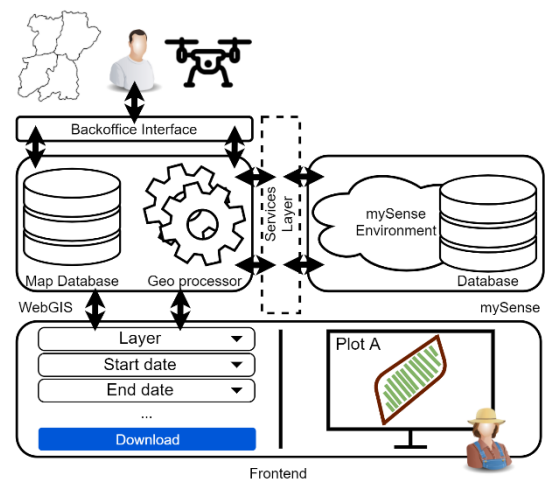 Backoffice Interface
Map Database
Geo processor
Services
Layer
mySense
Environment
Database
WebGIS
mySense
Layer
Start date
End date
...
Download
Plot A
Frontend